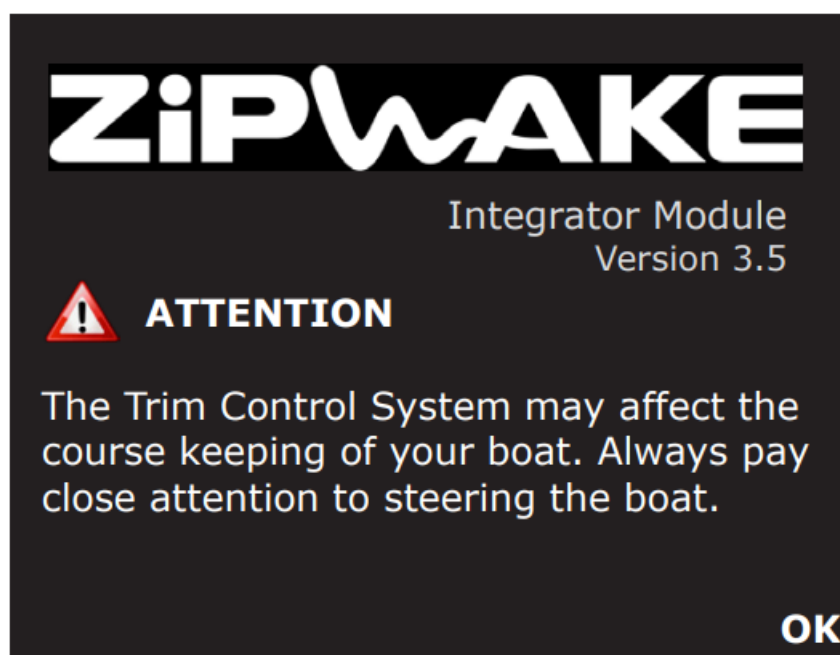 ZiPWAKE
Integrator Module
Version 3.5
ATTENTION
The Trim Control System may affect the
course keeping of your boat. Always pay
close attention to steering the boat.
OK